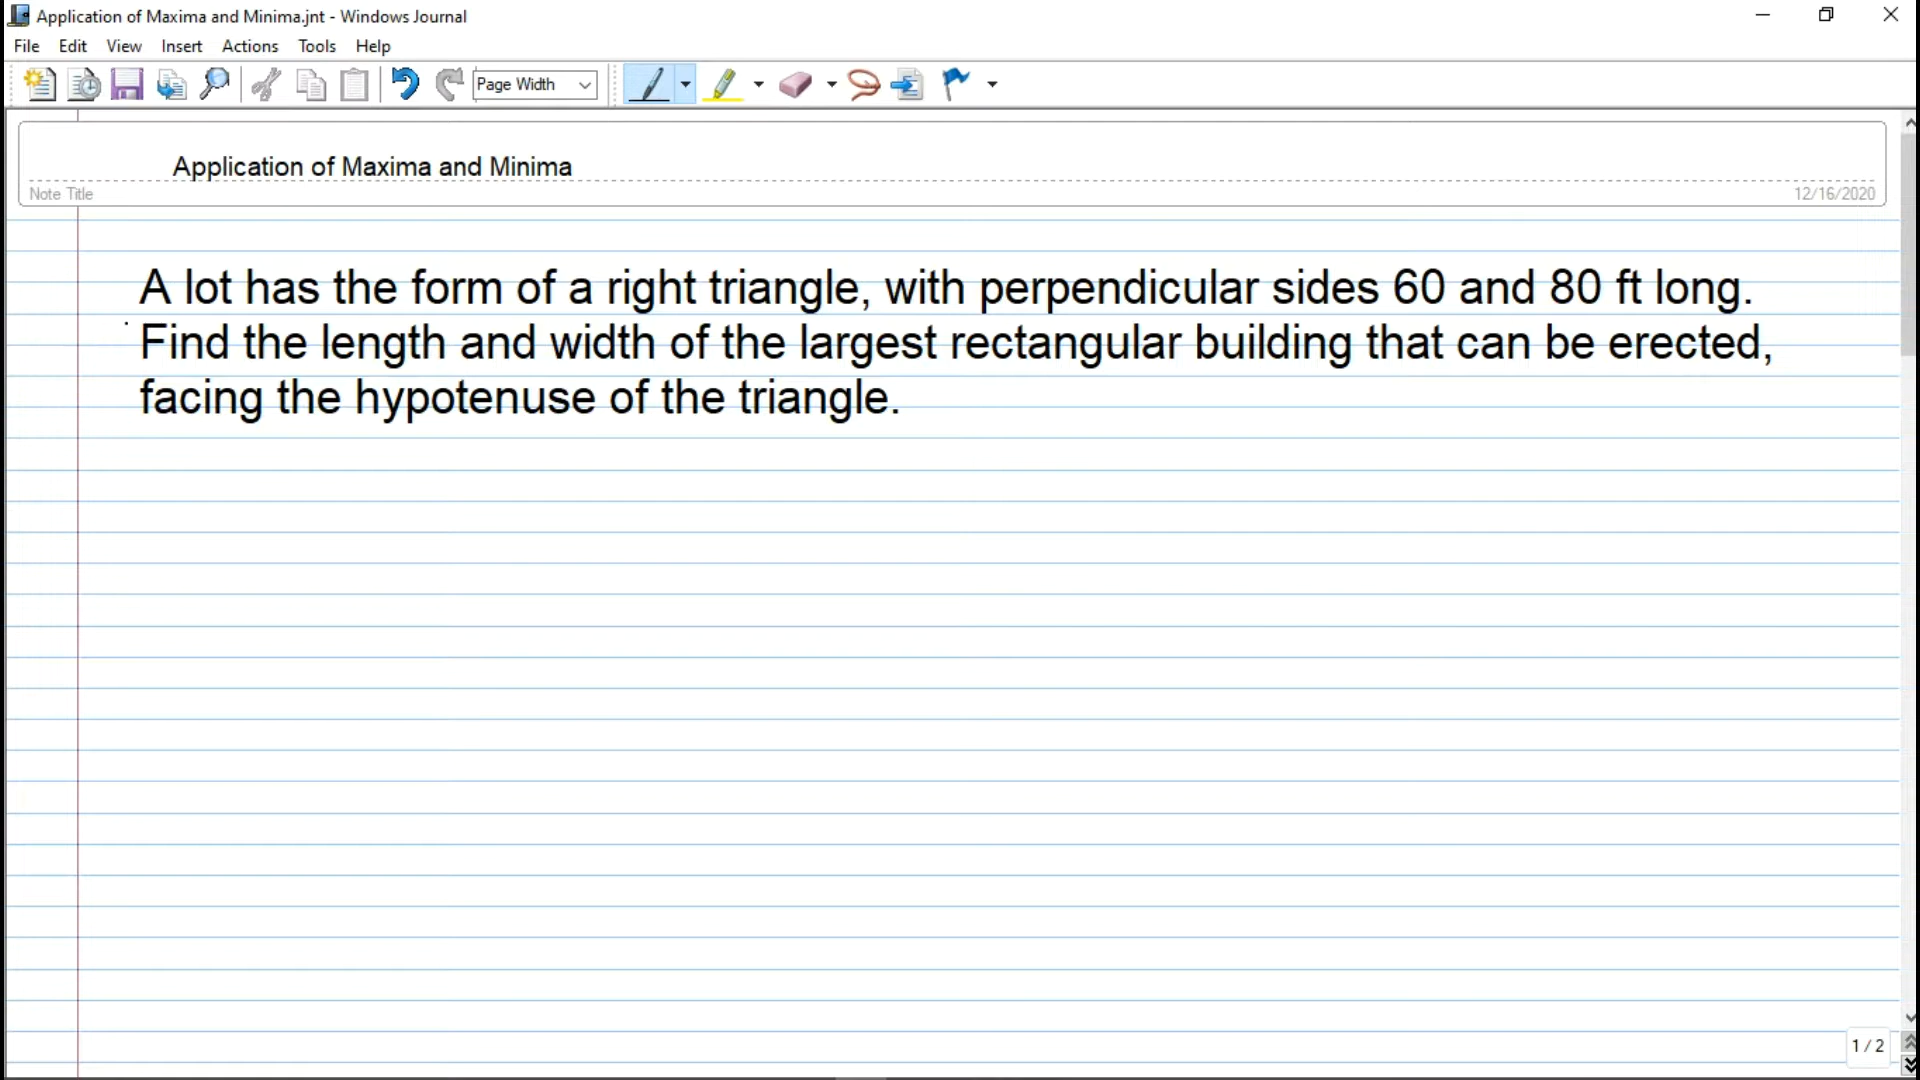 Application of Maxima and Minima.jnt - Windows Journal
File Edit View Insert Actions Tools Help
Page Width
Application of Maxima and Minima
Note Title
12/16/2020
A lot has the form of a right triangle, with perpendicular sides 60 and 80 ft long.
Find the length and width of the largest rectangular building that can be erected,
facing the hypotenuse of the triangle.
1 / 2